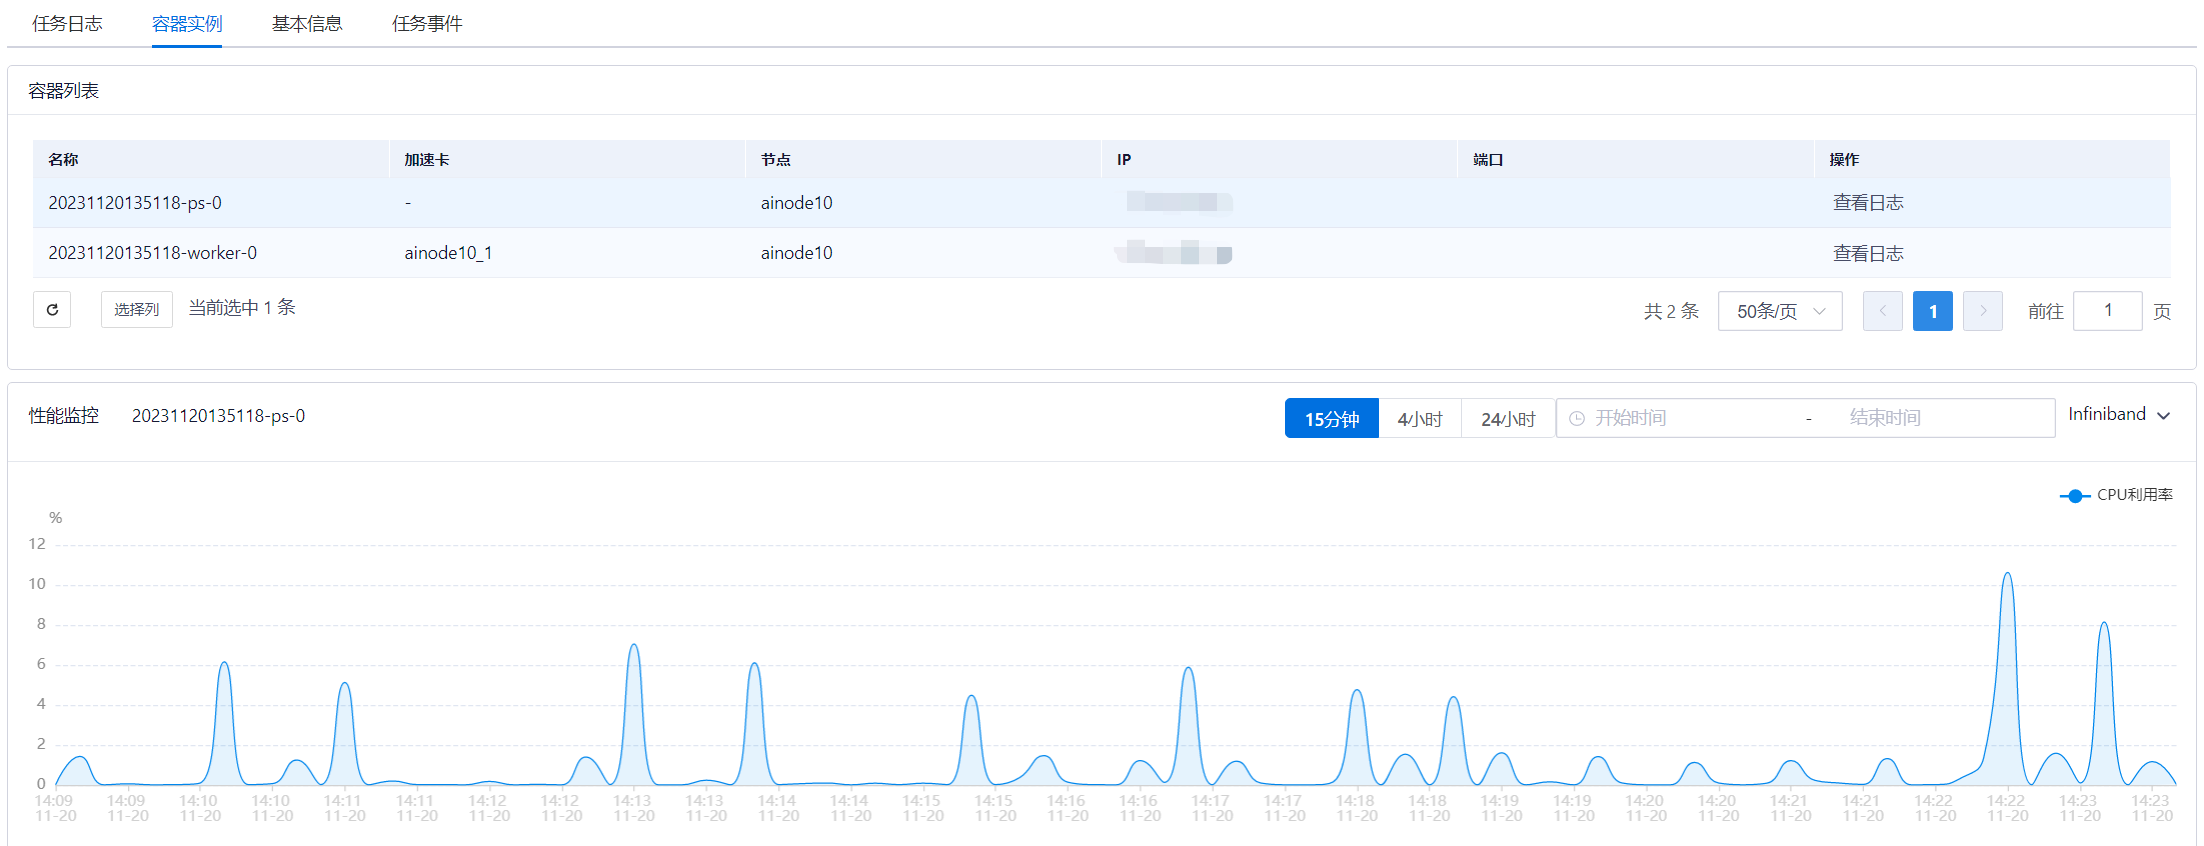 任务日志 容器实例 基本信息 任务事件
容器列表
名称 加速卡 节点 IP 端口 操作
20231120135118-ps-0 - ainode10 查看日志
20231120135118-worker-0 ainode10_1 ainode10 查看日志
选择列 当前选中 1 条 共 2 条 50条/页 1 前往 1 页
性能监控 20231120135118-ps-0 15分钟 4小时 24小时 开始时间 - 结束时间 Infiniband
CPU利用率
%
12
10
8
6
4
2
0
14:09 14:09 14:10 14:10 14:11 14:11 14:12 14:12 14:13 14:13 14:14 14:14 14:15 14:15 14:16 14:16 14:17 14:17 14:18 14:18 14:19 14:19 14:20 14:20 14:21 14:21 14:22 14:22 14:23 14:23
11-20 11-20 11-20 11-20 11-20 11-20 11-20 11-20 11-20 11-20 11-20 11-20 11-20 11-20 11-20 11-20 11-20 11-20 11-20 11-20 11-20 11-20 11-20 11-20 11-20 11-20 11-20 11-20 11-20 11-20